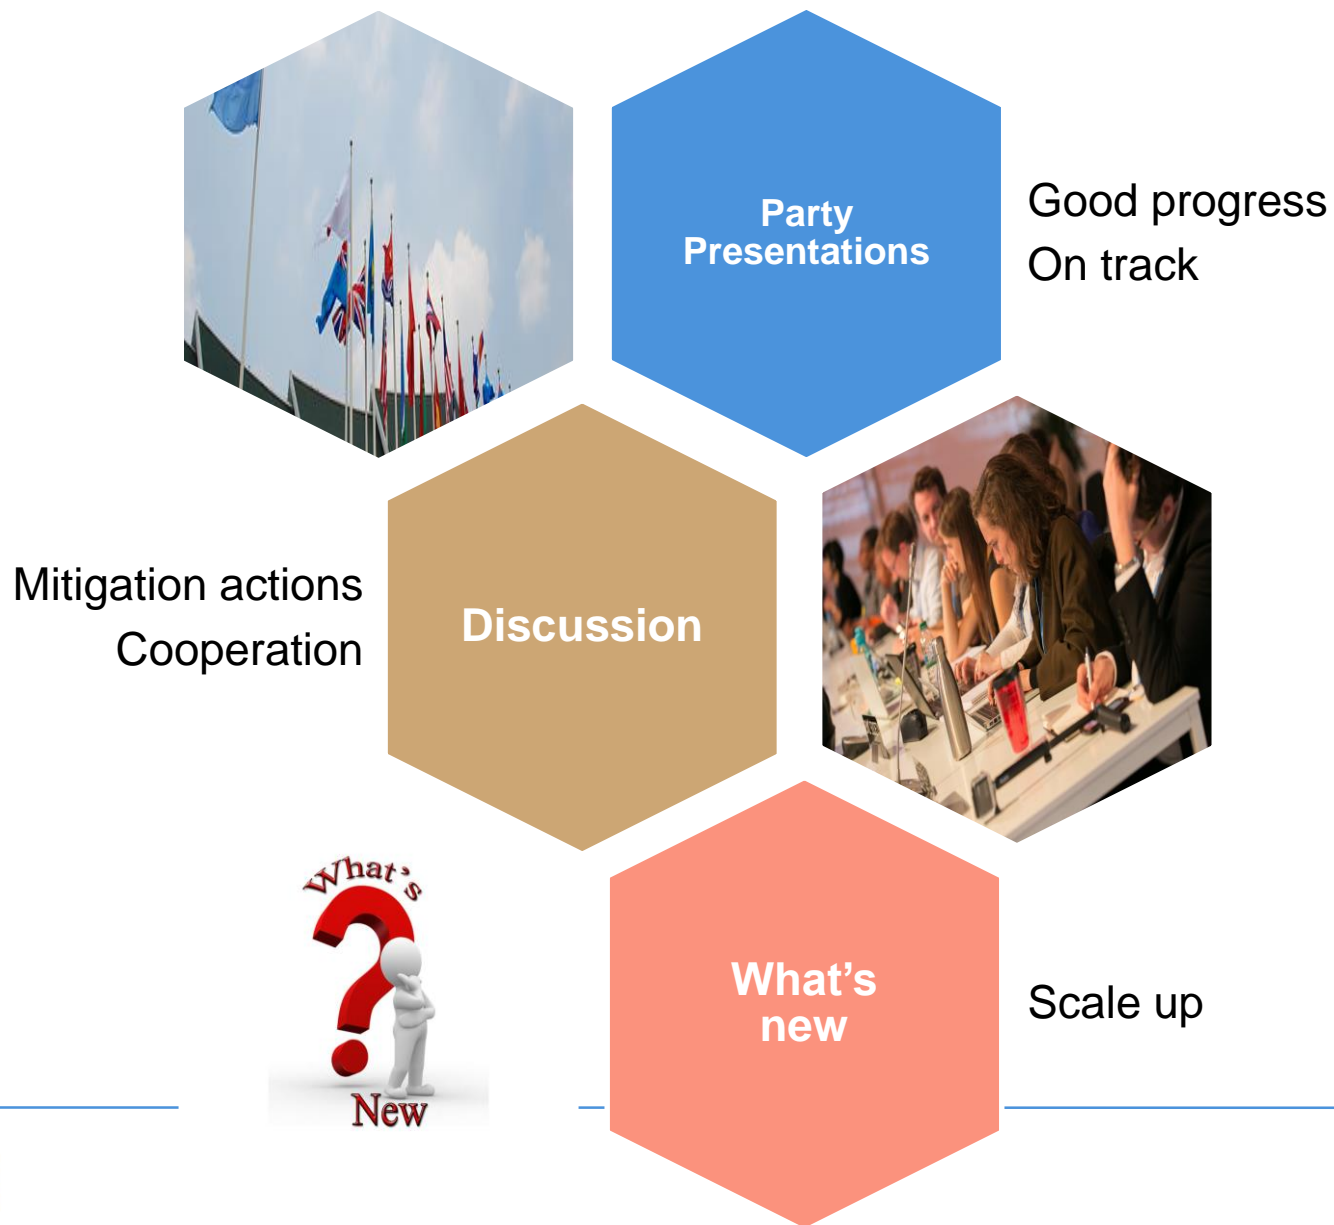 Party
Presentations
Good progress
On track
Mitigation actions
Cooperation
Discussion
What's
New
What’s
new
Scale up